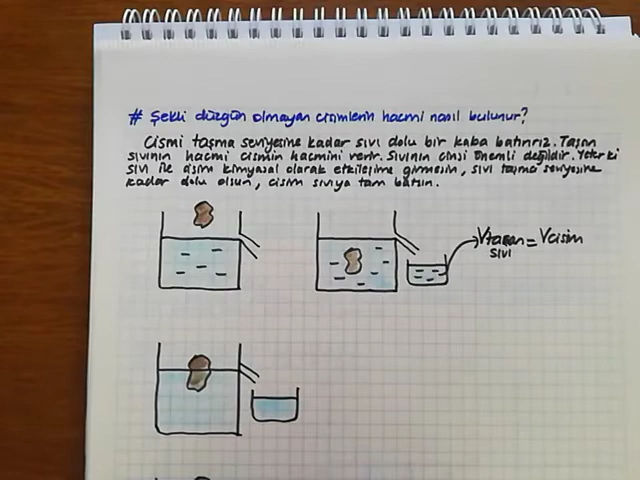 # Şekli düzgün olmayan cisimlerin hacmi nasıl bulunur?
Cismi taşma seviyesine kadar sıvı dolu bir kaba batırırız. Taşan
sıvının hacmi cismin hacmini verir. Sıvının cinsi önemli değildir. Yeter ki
sıvı ile cisim kimyasal olarak etkileşime girmesin, sıvı taşma seviyesine
kadar dolu olsun, cisim sıvıya tam batsın.
Vtaşan = Vcisim
sıvı